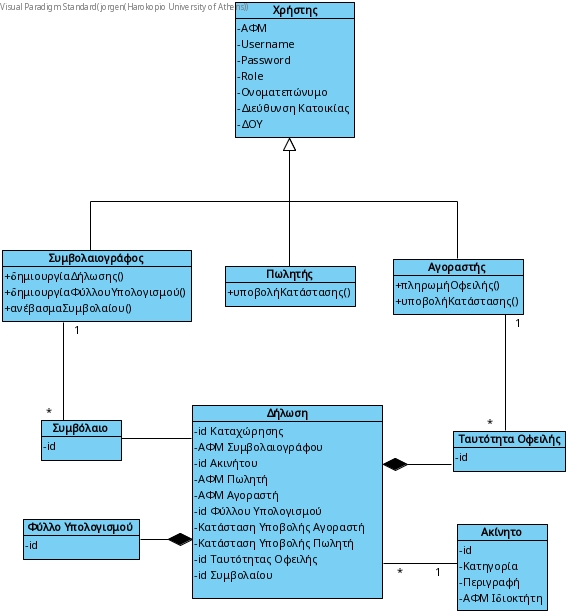 Visual Paradigm Standard(jorgen(Harokopio University of Athens))
Χρήστης
-ΑΦΜ
-Username
-Password
-Role
-Ονοματεπώνυμο
-Διεύθυνση Κατοικίας
-ΔΟΥ
Συμβολαιογράφος
+δημιουργίαΔήλωσης()
+δημιουργίαΦύλλουΥπολογισμού()
+ανέβασμαΣυμβολαίου()
Πωλητής
+υποβολήΚατάστασης()
Αγοραστής
+πληρωμήΟφειλής()
+υποβολήΚατάστασης()
1
1
*
*
Συμβόλαιο
-id
Δήλωση
-id Καταχώρησης
-ΑΦΜ Συμβολαιογράφου
-id Ακινήτου
-ΑΦΜ Πωλητή
-ΑΦΜ Αγοραστή
-id Φύλλου Υπολογισμού
-Κατάσταση Υποβολής Αγοραστή
-Κατάσταση Υποβολής Πωλητή
-id Ταυτότητας Οφειλής
-id Συμβολαίου
Ταυτότητα Οφειλής
-id
Φύλλο Υπολογισμού
-id
Ακίνητο
-id
-Κατηγορία
-Περιγραφή
-ΑΦΜ Ιδιοκτήτη
*
1